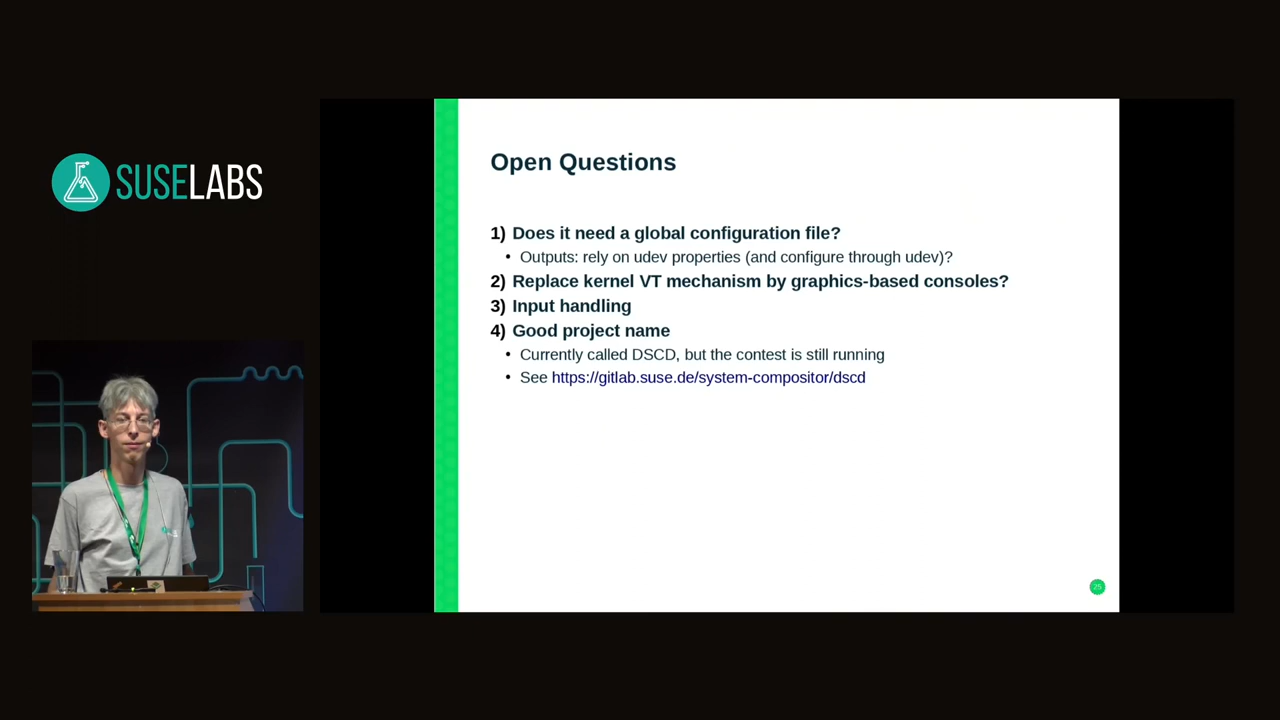 SUSELABS
Open Questions
1) Does it need a global configuration file?
• Outputs: rely on udev properties (and configure through udev)?
2) Replace kernel VT mechanism by graphics-based consoles?
3) Input handling
4) Good project name
• Currently called DSCD, but the contest is still running
• See https://gitlab.suse.de/system-compositor/dscd
25